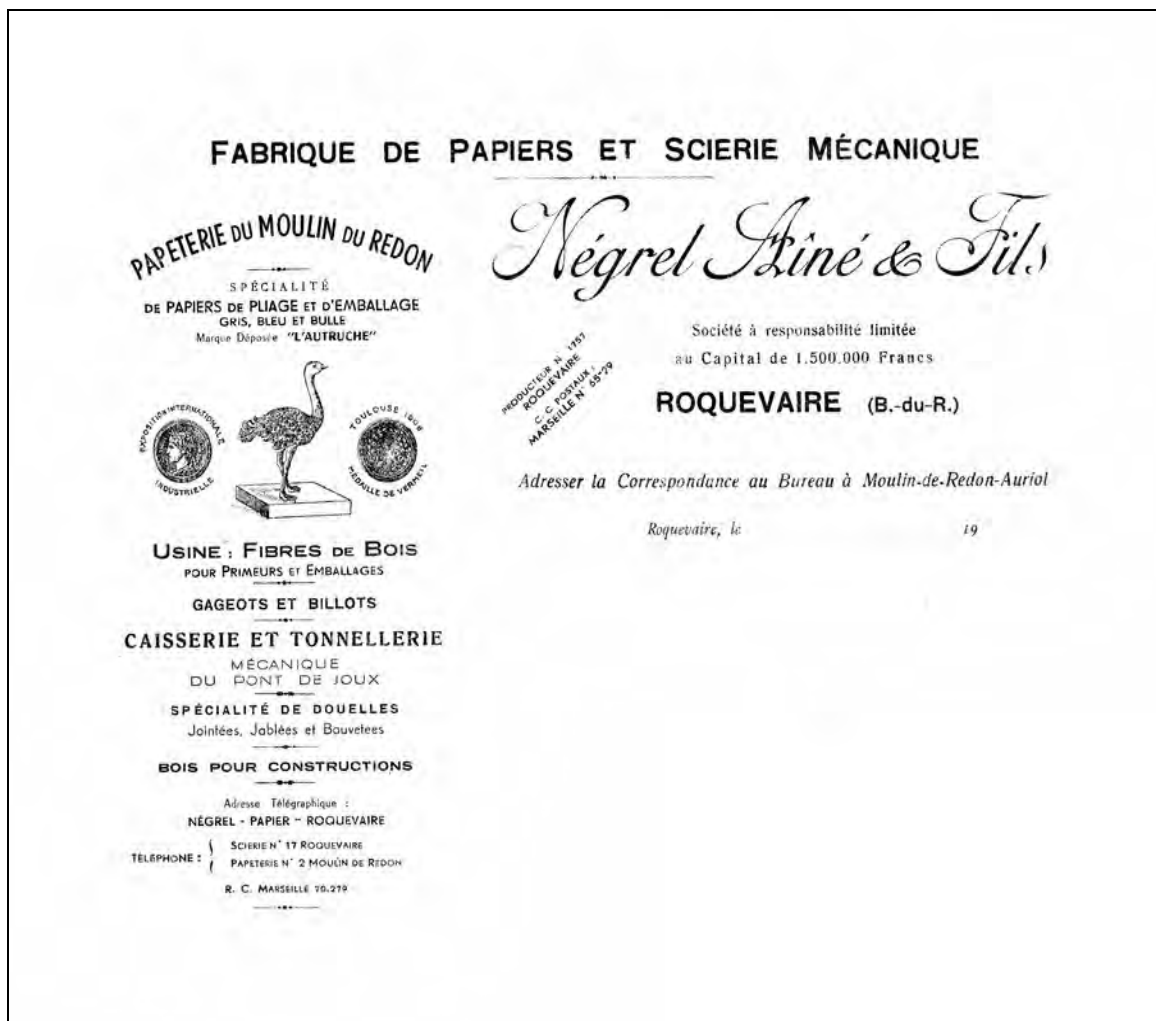 FABRIQUE DE PAPIERS ET SCIERIE MÉCANIQUE
PAPETERIE DU MOULIN DU REDON
SPÉCIALITÉ
DE PAPIERS DE PLIAGE ET D'EMBALLAGE
GRIS, BLEU ET BULLE
Marque Déposée "L'AUTRUCHE"
EXPOSITION INTERNATIONALE
INDUSTRIELLE
TOULOUSE 1908
MÉDAILLE DE VERMEIL
USINE : FIBRES DE BOIS
POUR PRIMEURS ET EMBALLAGES
GAGEOTS ET BILLOTS
CAISSERIE ET TONNELLERIE
MÉCANIQUE
DU PONT DE JOUX
SPÉCIALITÉ DE DOUELLES
Jointées, Jablées et Bouvetees
BOIS POUR CONSTRUCTIONS
Adresse Télégraphique :
NÉGREL - PAPIER - ROQUEVAIRE
TÉLÉPHONE :
SCIERIE N° 17 ROQUEVAIRE
PAPETERIE N° 2 MOULIN DE REDON
R. C. MARSEILLE 70.279
Négrel Aîné & Fils
Société à responsabilité limitée
au Capital de 1.500.000 Francs
PRODUCTEUR N° 1757
ROQUEVAIRE
C. C. POSTAUX :
MARSEILLE N° 65-29
ROQUEVAIRE (B.-du-R.)
Adresser la Correspondance au Bureau à Moulin-de-Redon-Auriol
Roquevaire, le 19